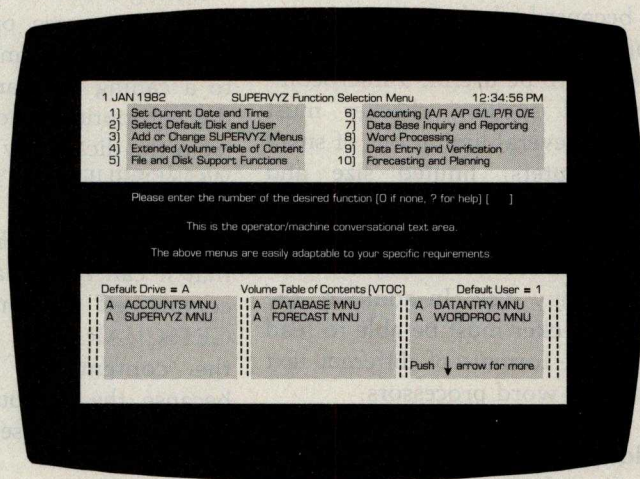 1 JAN 1982 SUPERVYZ Function Selection Menu 12:34:56 PM
1] Set Current Date and Time
2] Select Default Disk and User
3] Add or Change SUPERVYZ Menus
4] Extended Volume Table of Content
5] File and Disk Support Functions
6] Accounting [A/R A/P G/L P/R O/E
7] Data Base Inquiry and Reporting
8] Word Processing
9] Data Entry and Verification
10] Forecasting and Planning
Please enter the number of the desired function [0 if none, ? for help] [ ]
This is the operator/machine conversational text area.
The above menus are easily adaptable to your specific requirements
Default Drive = A Volume Table of Contents [VTOC] Default User = 1
A ACCOUNTS MNU
A SUPERVYZ MNU
A DATABASE MNU
A FORECAST MNU
A DATANTRY MNU
A WORDPROC MNU
Push ↓ arrow for more